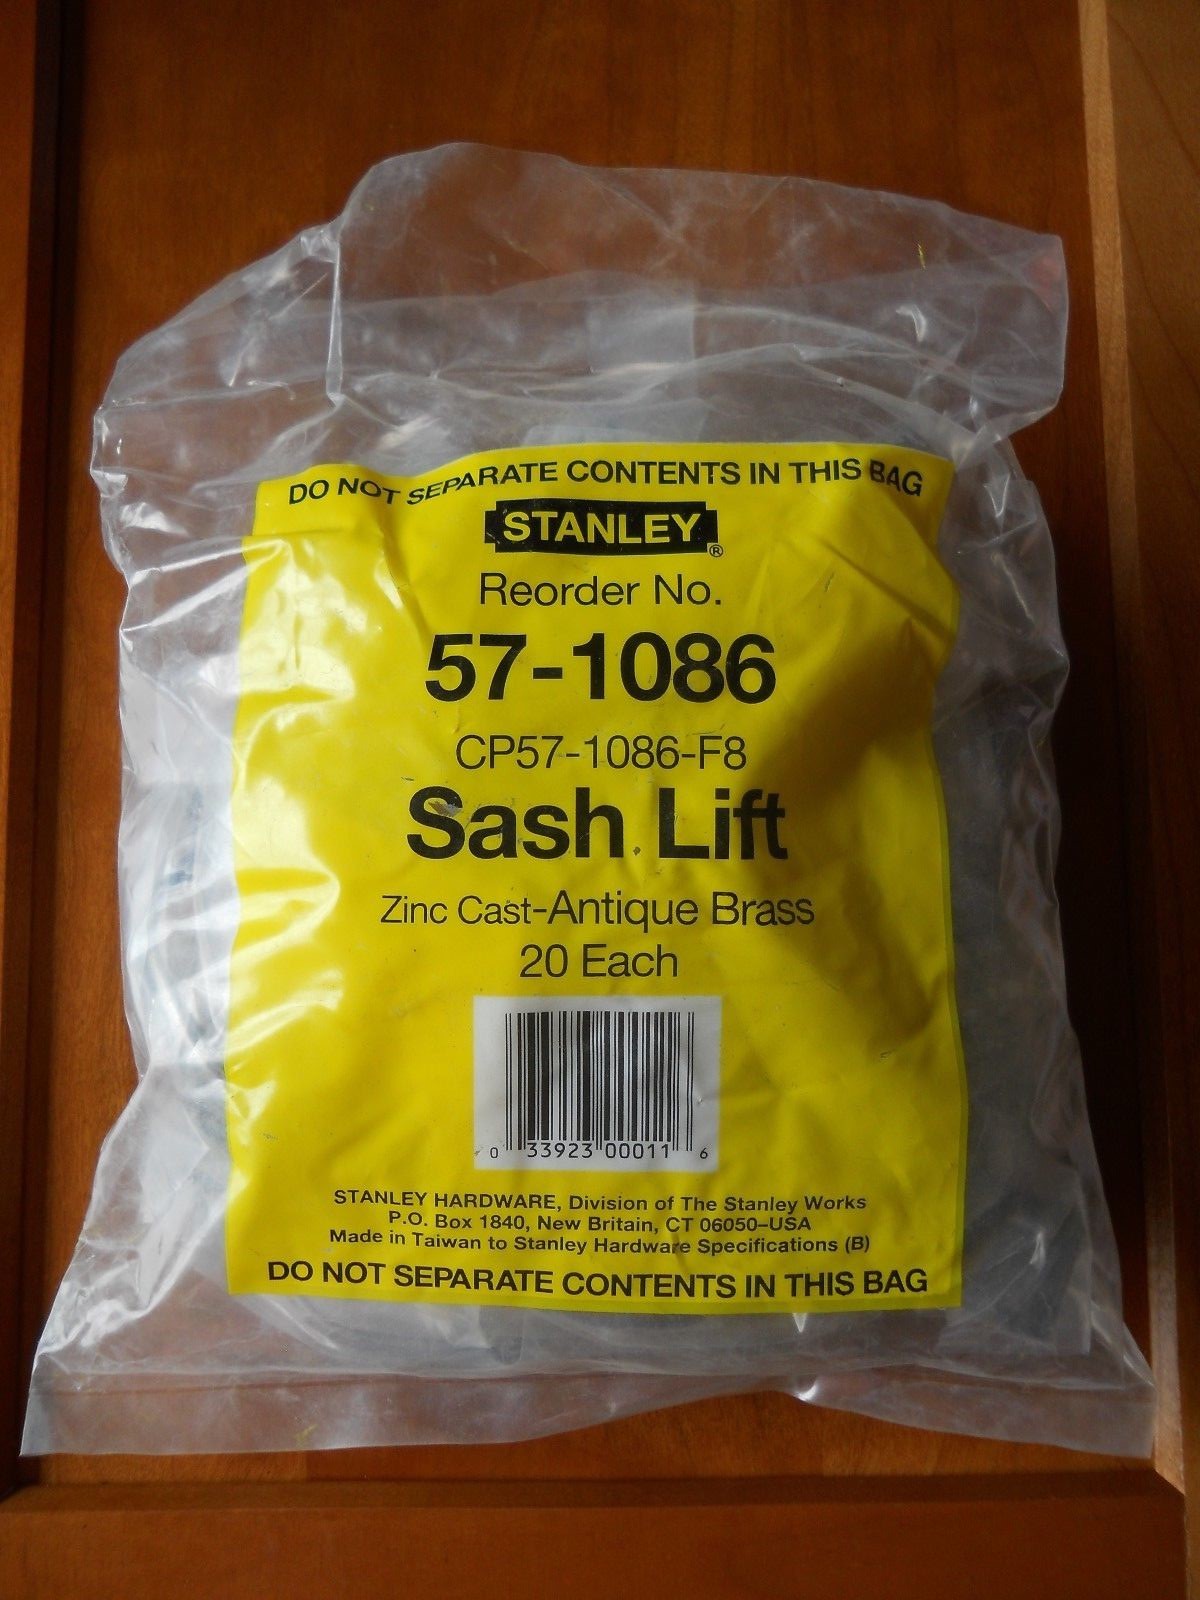 DO NOT SEPARATE CONTENTS IN THIS BAG
STANLEY®
Reorder No.
57-1086
CP57-1086-F8
Sash Lift
Zinc Cast-Antique Brass
20 Each
0 33923 00011 6
STANLEY HARDWARE, Division of The Stanley Works
P.O. Box 1840, New Britain, CT 06050–USA
Made in Taiwan to Stanley Hardware Specifications (B)
DO NOT SEPARATE CONTENTS IN THIS BAG